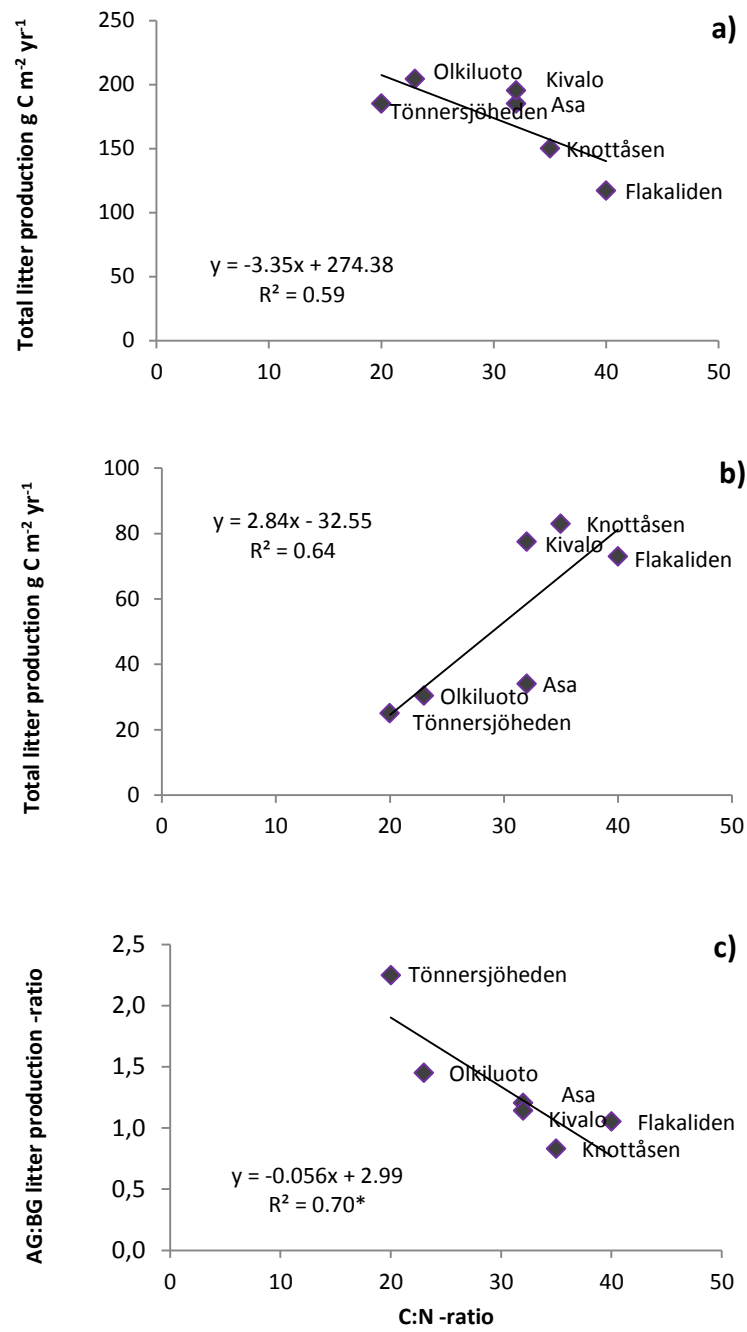 a)
Total litter production g C m⁻² yr⁻¹
250
200
150
100
50
0
Olkiluoto
Kivalo
Tönnersjöheden
Asa
Knottåsen
Flakaliden
y = -3.35x + 274.38
R² = 0.59
0 10 20 30 40 50
b)
Total litter production g C m⁻² yr⁻¹
100
80
60
40
20
0
y = 2.84x - 32.55
R² = 0.64
Knottåsen
Kivalo
Flakaliden
Asa
Olkiluoto
Tönnersjöheden
0 10 20 30 40 50
c)
AG:BG litter production -ratio
2,5
2,0
1,5
1,0
0,5
0,0
Tönnersjöheden
Olkiluoto
Asa
Kivalo
Flakaliden
Knottåsen
y = -0.056x + 2.99
R² = 0.70*
0 10 20 30 40 50
C:N -ratio